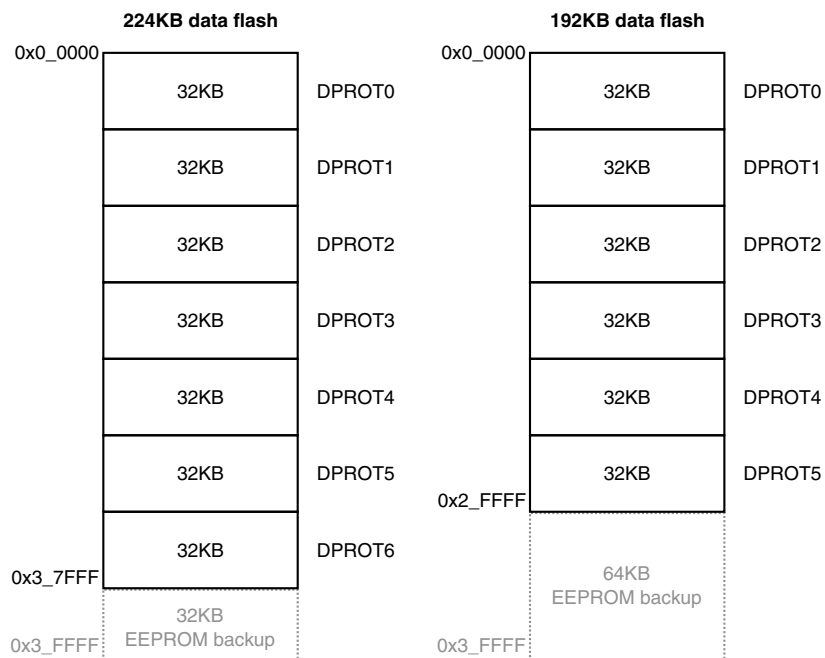 224KB data flash
0x0_0000
32KB
DPROT0
32KB
DPROT1
32KB
DPROT2
32KB
DPROT3
32KB
DPROT4
32KB
DPROT5
32KB
DPROT6
0x3_7FFF
32KB
EEPROM backup
0x3_FFFF
192KB data flash
0x0_0000
32KB
DPROT0
32KB
DPROT1
32KB
DPROT2
32KB
DPROT3
32KB
DPROT4
32KB
DPROT5
0x2_FFFF
64KB
EEPROM backup
0x3_FFFF